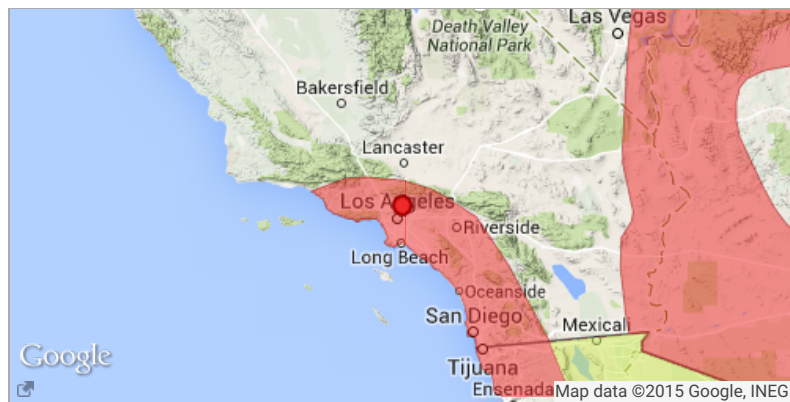 Las Vegas
Death Valley
National Park
Bakersfield
Lancaster
Los Angeles
Riverside
Long Beach
Oceanside
San Diego
Mexicali
Tijuana
Google
Ensenada
Map data ©2015 Google, INEG